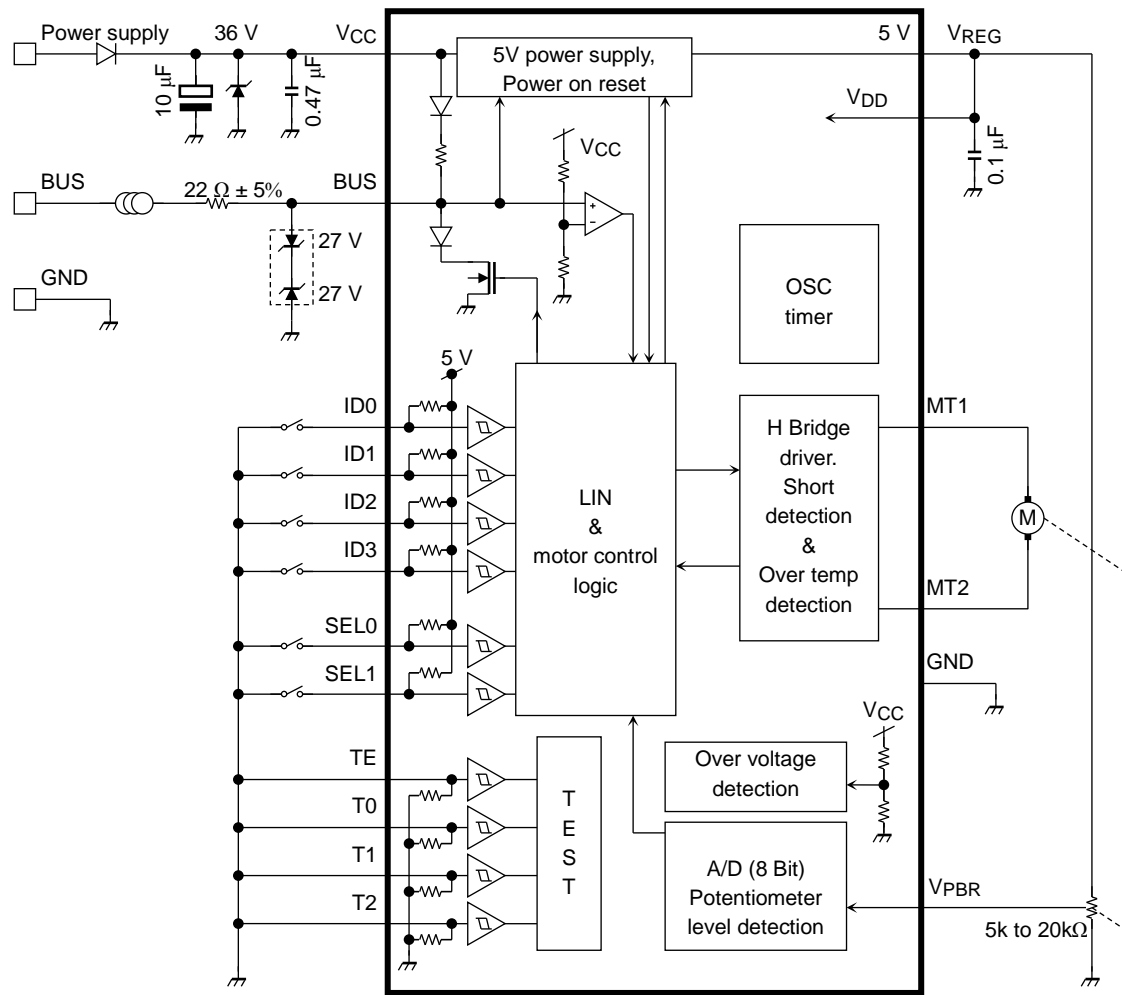 Power supply
36 V
VCC
10 µF
0.47 µF
5V power supply,
Power on reset
5 V
VREG
VDD
0.1 µF
BUS
22 Ω ± 5%
BUS
VCC
+
−
27 V
27 V
GND
OSC
timer
5 V
ID0
ID1
ID2
ID3
SEL0
SEL1
LIN
&
motor control
logic
H Bridge
driver.
Short
detection
&
Over temp
detection
MT1
M
MT2
GND
VCC
Over voltage
detection
TE
T0
T1
T2
T
E
S
T
A/D (8 Bit)
Potentiometer
level detection
VPBR
5k to 20kΩ